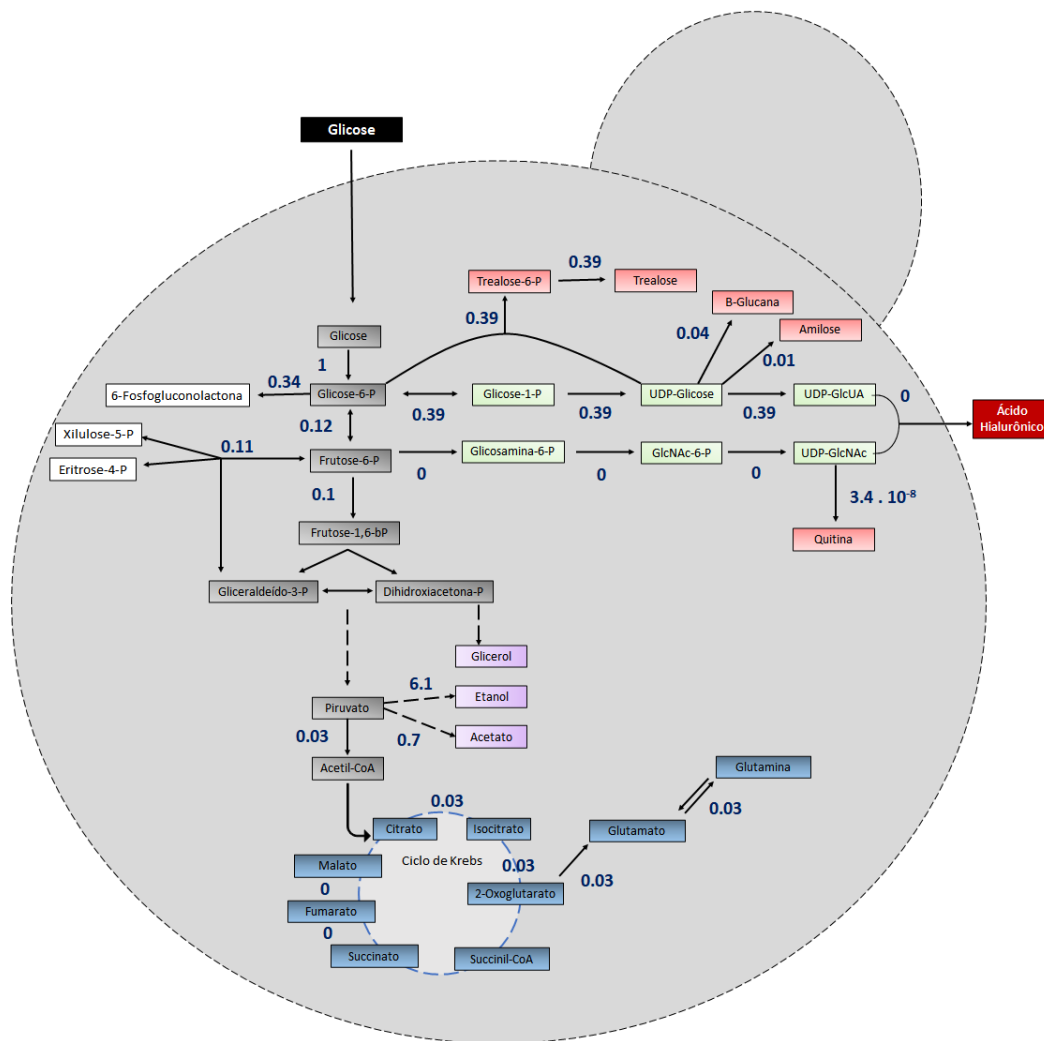 Glicose
Trealose-6-P
0.39
Trealose
B-Glucana
0.39
Glicose
0.04
Amilose
0.01
1
6-Fosfogluconolactona
0.34
Glicose-6-P
0.39
Glicose-1-P
0.39
UDP-Glicose
0.39
UDP-GlcUA
0
Ácido
Hialurônico
Xilulose-5-P
0.12
0.11
Eritrose-4-P
Frutose-6-P
0
Glicosamina-6-P
0
GlcNAc-6-P
0
UDP-GlcNAc
0.1
3.4 . 10⁻⁸
Frutose-1,6-bP
Quitina
Gliceraldeído-3-P
Dihidroxiacetona-P
Glicerol
6.1
Etanol
Piruvato
0.03
0.7
Acetato
Acetil-CoA
Glutamina
0.03
0.03
Citrato
Isocitrato
Glutamato
Ciclo de Krebs
Malato
0.03
0.03
0
2-Oxoglutarato
Fumarato
0
Succinato
Succinil-CoA